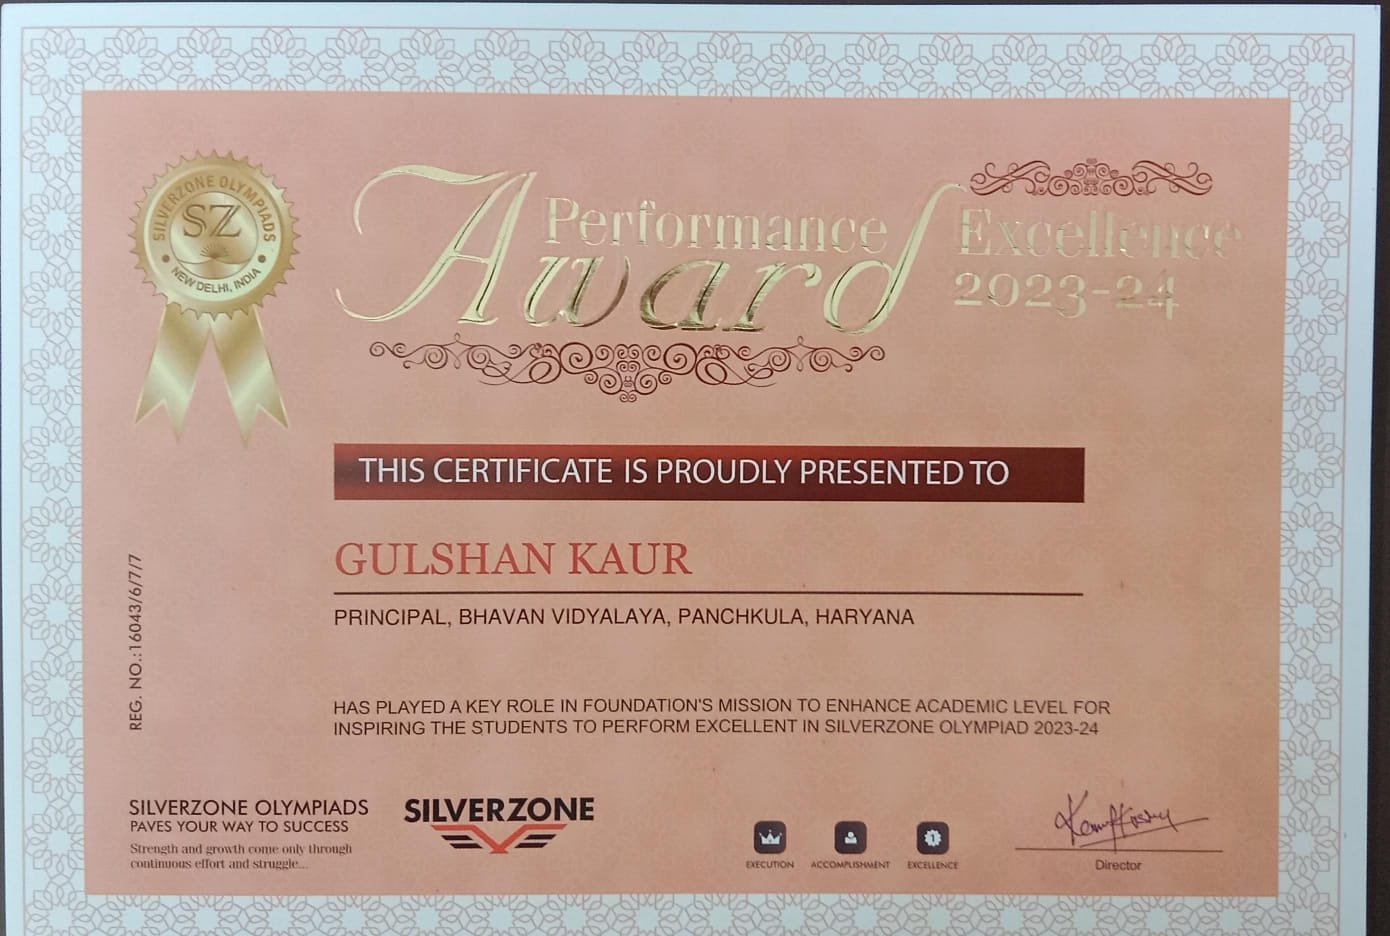 SILVERZONE OLYMPIADS
SZ
NEW DELHI, INDIA
Performance
Award
Excellence
2023-24
THIS CERTIFICATE IS PROUDLY PRESENTED TO
GULSHAN KAUR
PRINCIPAL, BHAVAN VIDYALAYA, PANCHKULA, HARYANA
HAS PLAYED A KEY ROLE IN FOUNDATION'S MISSION TO ENHANCE ACADEMIC LEVEL FOR
INSPIRING THE STUDENTS TO PERFORM EXCELLENT IN SILVERZONE OLYMPIAD 2023-24
REG. NO.:16043/6/7/7
SILVERZONE OLYMPIADS
PAVES YOUR WAY TO SUCCESS
Strength and growth come only through
continuous effort and struggle...
SILVERZONE
EXECUTION
ACCOMPLISHMENT
1
EXCELLENCE
Director